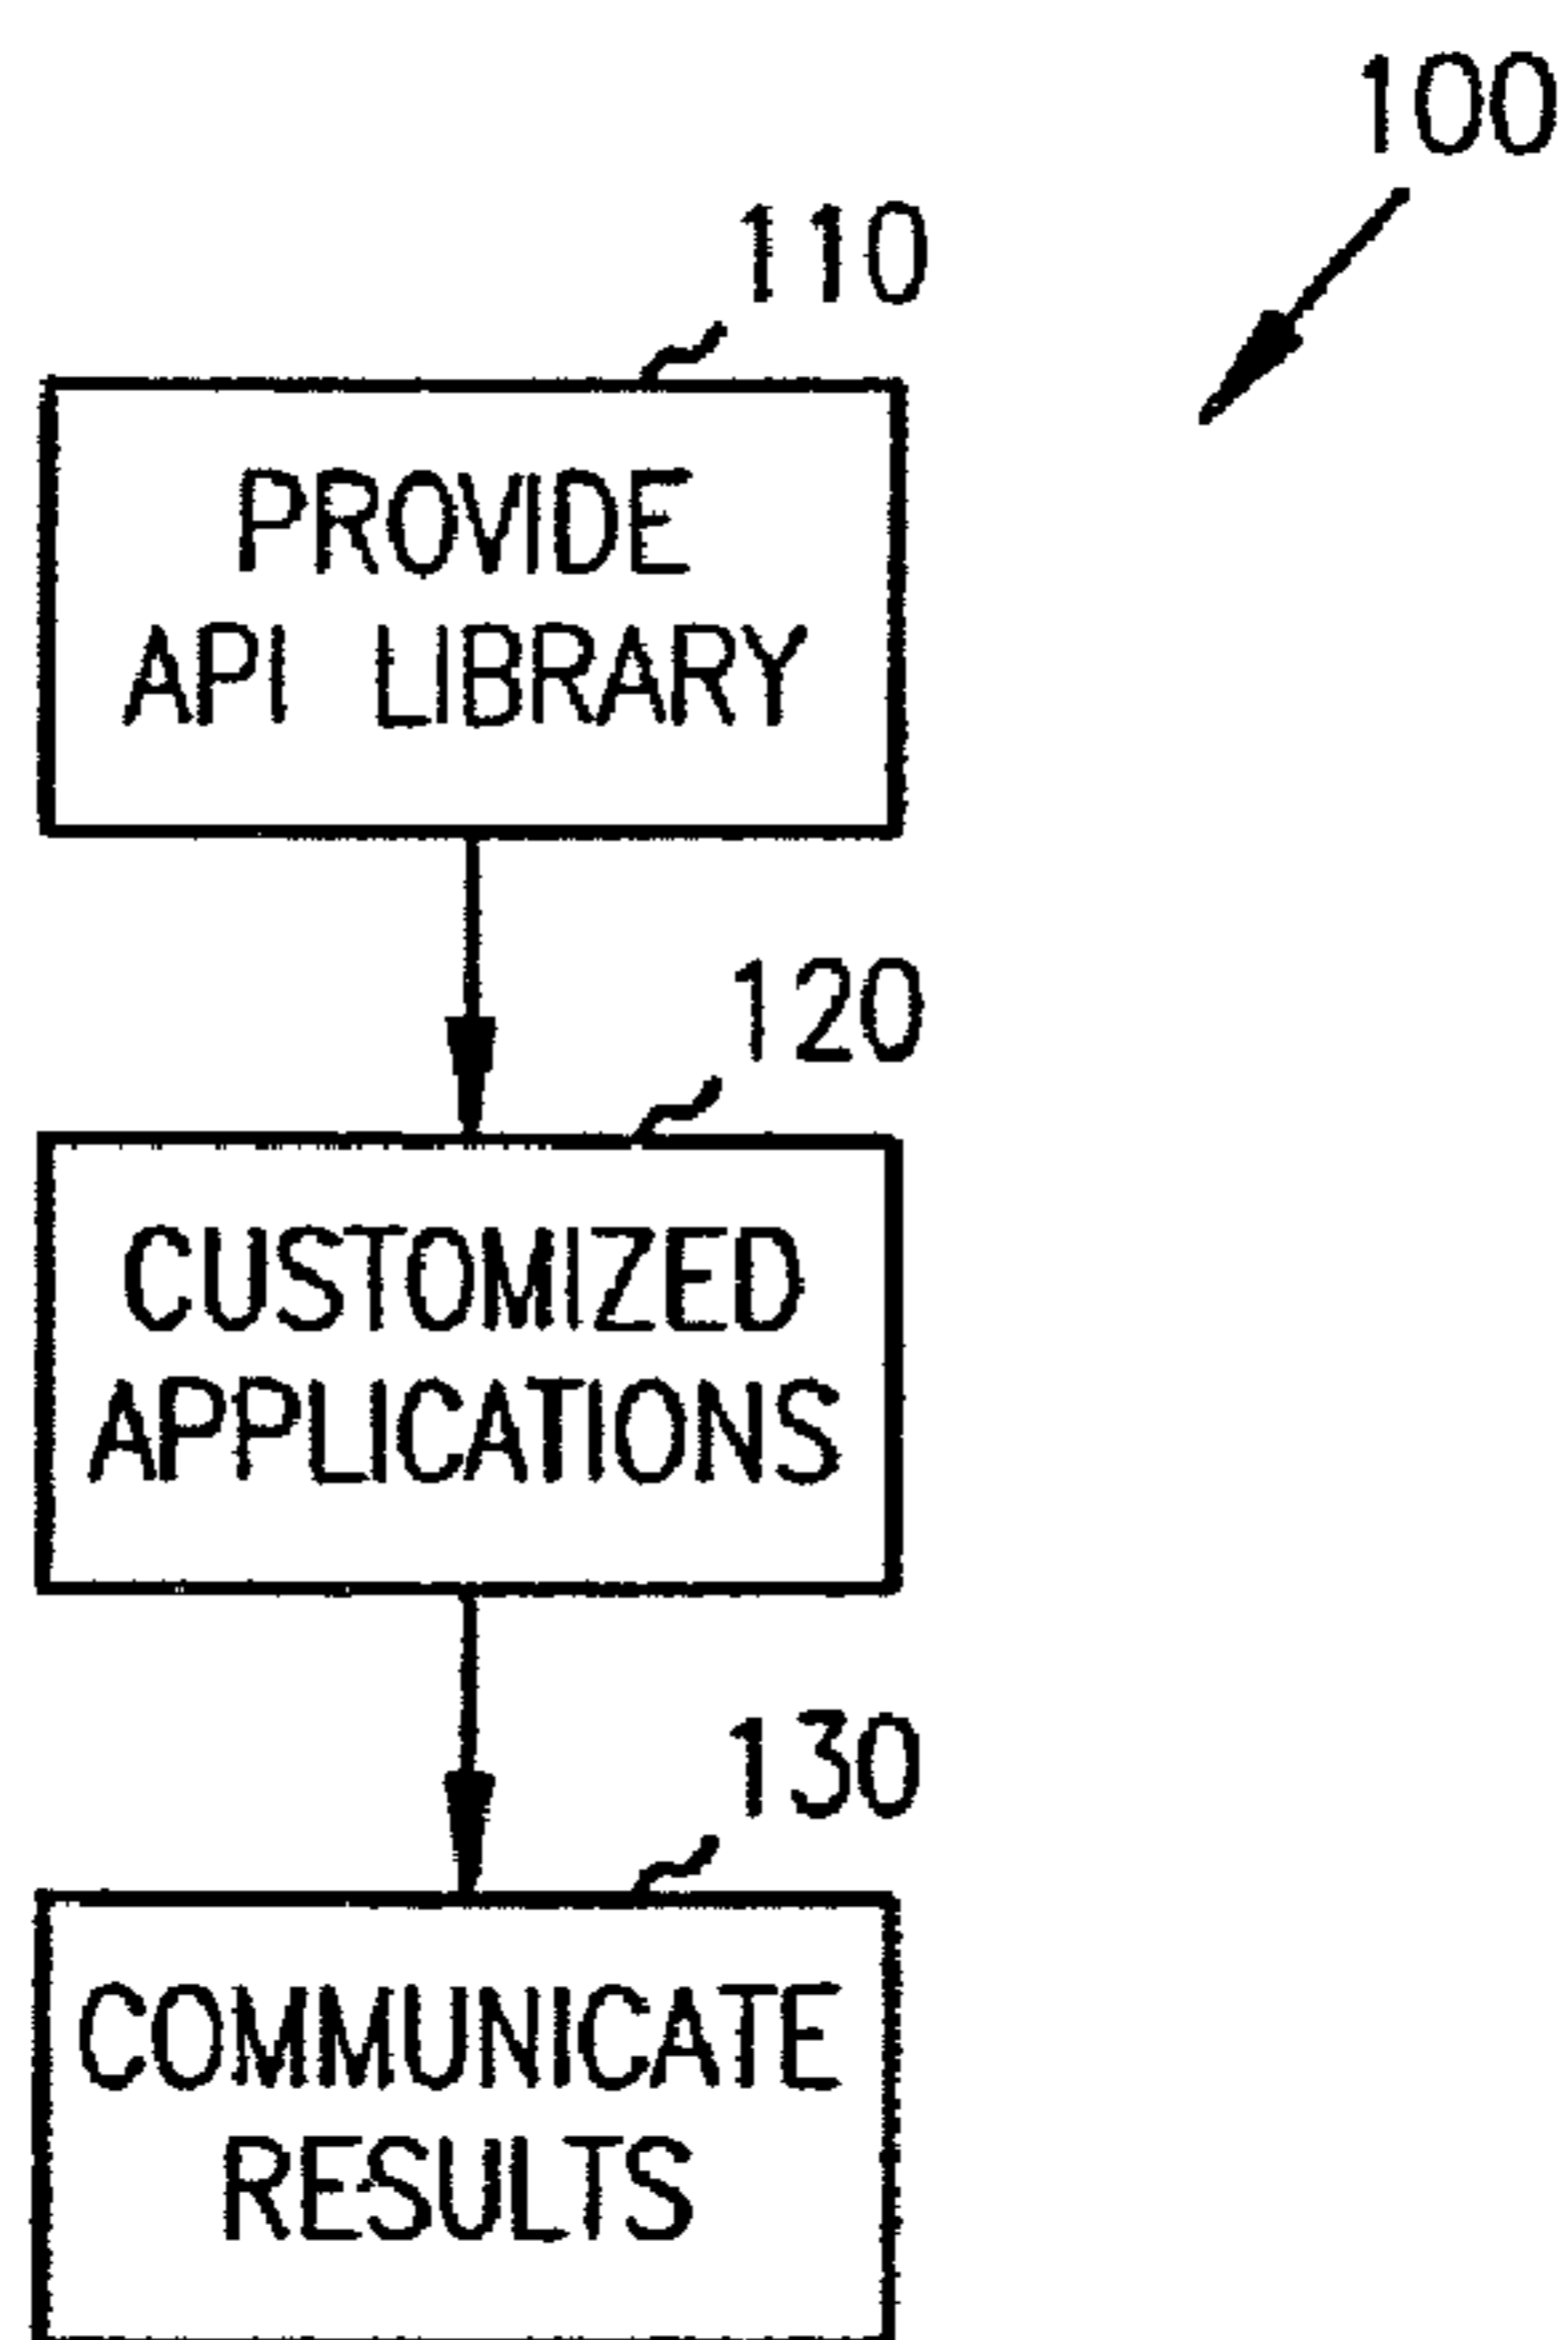 100
110
PROVIDE
API LIBRARY
120
CUSTOMIZED
APPLICATIONS
130
COMMUNICATE
RESULTS